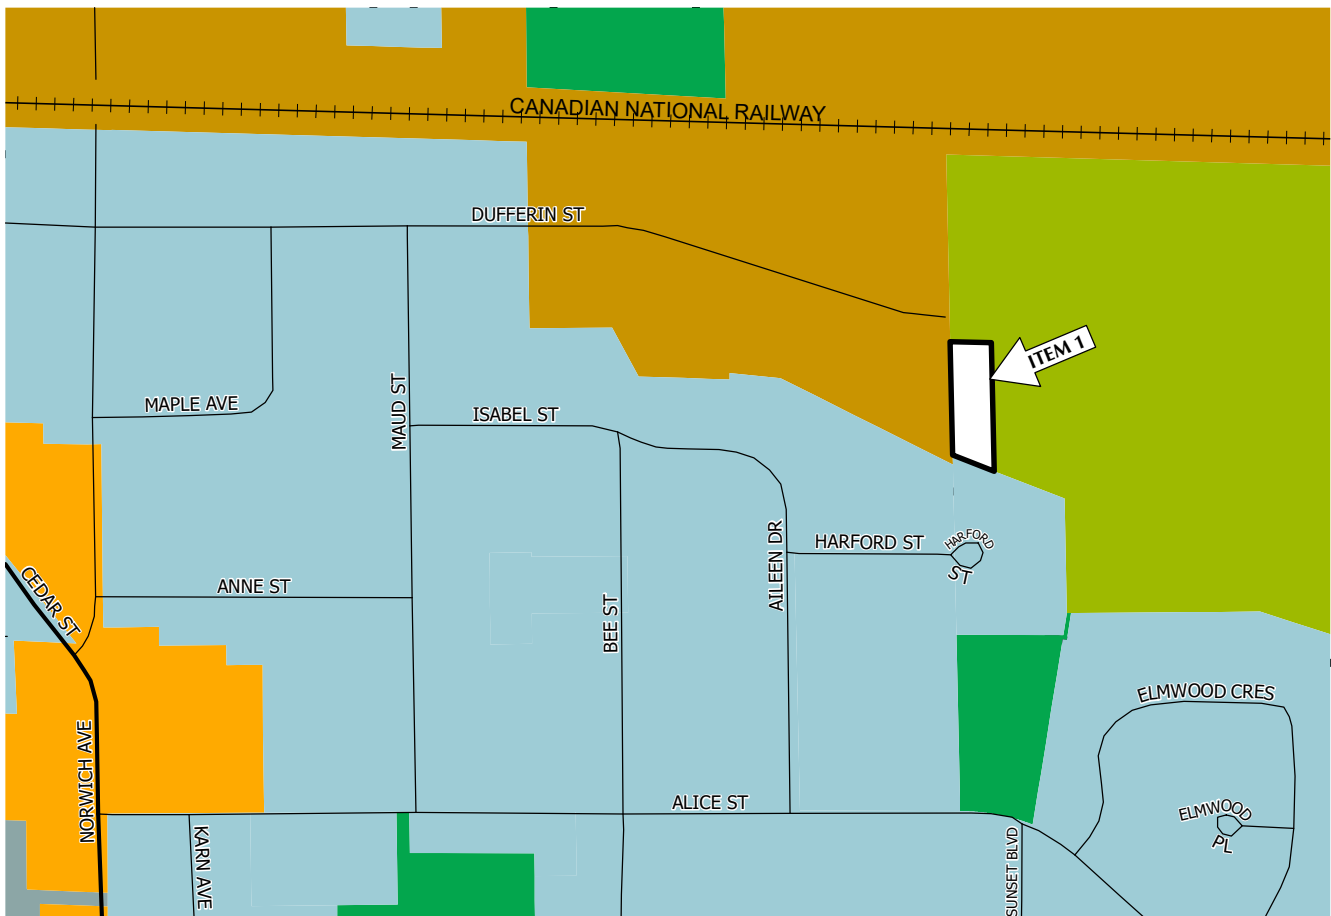 CANADIAN NATIONAL RAILWAY
DUFFERIN ST
ITEM 1
MAPLE AVE
MAUD ST
ISABEL ST
AILEEN DR
HARFORD ST
HARFORD
ST
CEDAR ST
ANNE ST
BEE ST
ELMWOOD CRES
NORWICH AVE
ALICE ST
ELMWOOD
PL
KARN AVE
SUNSET BLVD